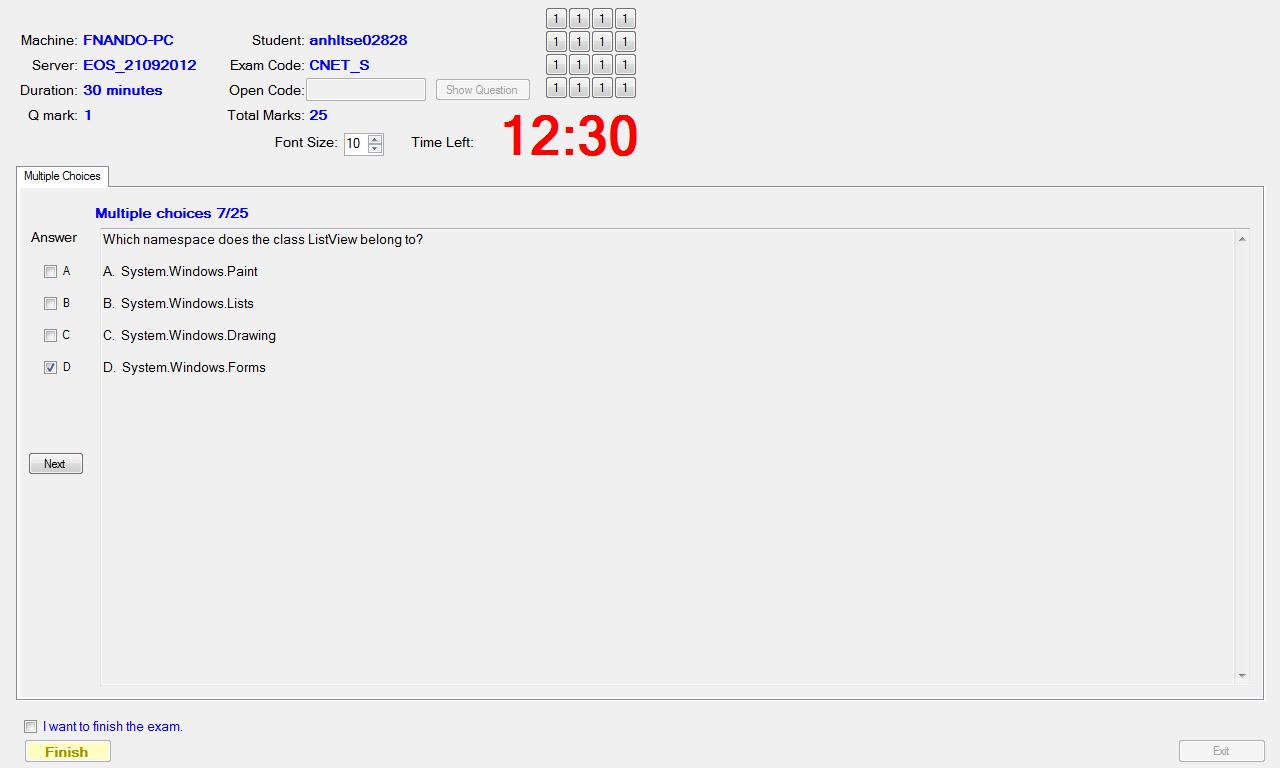 Machine: FNANDO-PC Student: anhltse02828
Server: EOS_21092012 Exam Code: CNET_S
Duration: 30 minutes Open Code: Show Question
Q mark: 1 Total Marks: 25
Font Size: 10 Time Left: 12:30
1 1 1 1
1 1 1 1
1 1 1 1
1 1 1 1
Multiple Choices
Multiple choices 7/25
Answer Which namespace does the class ListView belong to?
A A. System.Windows.Paint
B B. System.Windows.Lists
C C. System.Windows.Drawing
D D. System.Windows.Forms
Next
I want to finish the exam.
Finish Exit